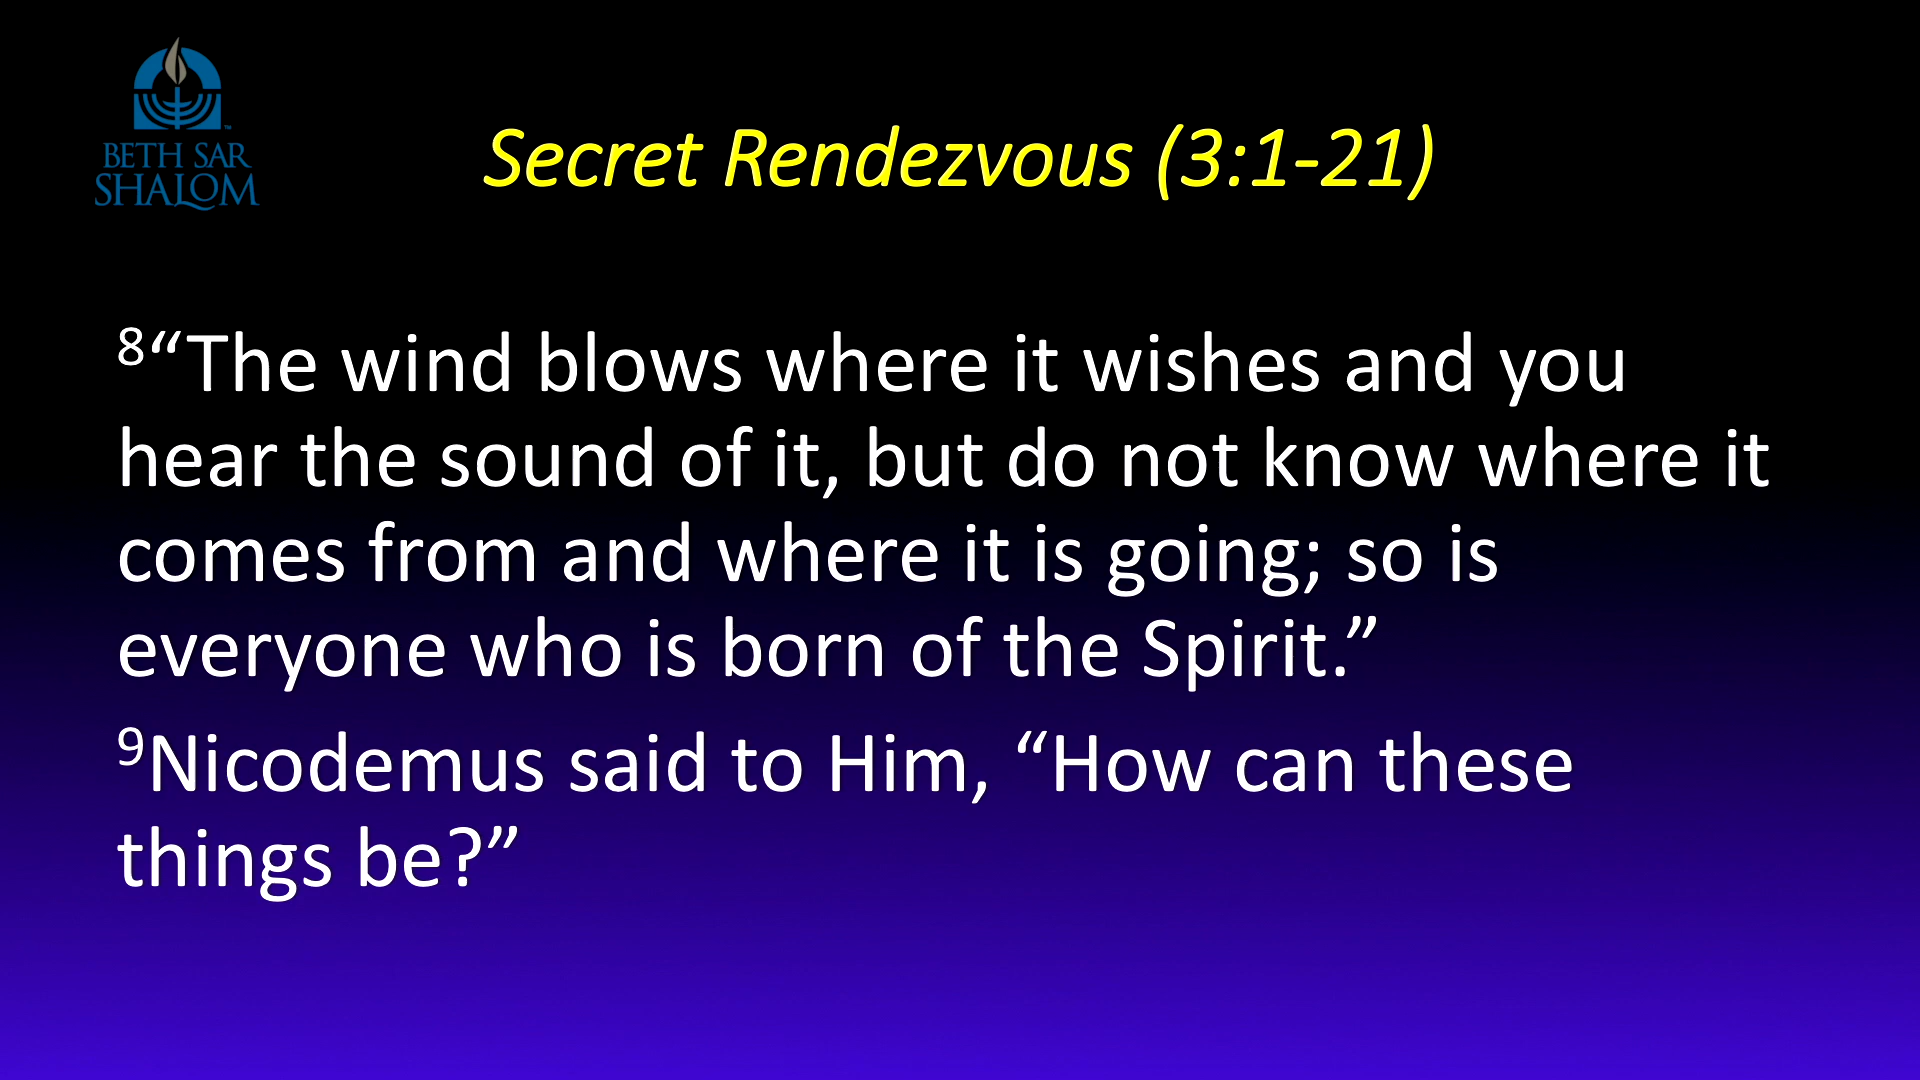 BETH SAR
SHALOM
™
Secret Rendezvous (3:1-21)
⁸“The wind blows where it wishes and you
hear the sound of it, but do not know where it
comes from and where it is going; so is
everyone who is born of the Spirit.”
⁹Nicodemus said to Him, “How can these
things be?”